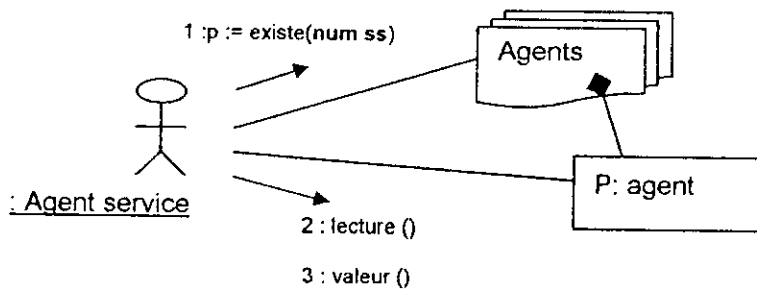 1 :p := existe(num ss)
Agents
: Agent service
P: agent
2 : lecture ()
3 : valeur ()